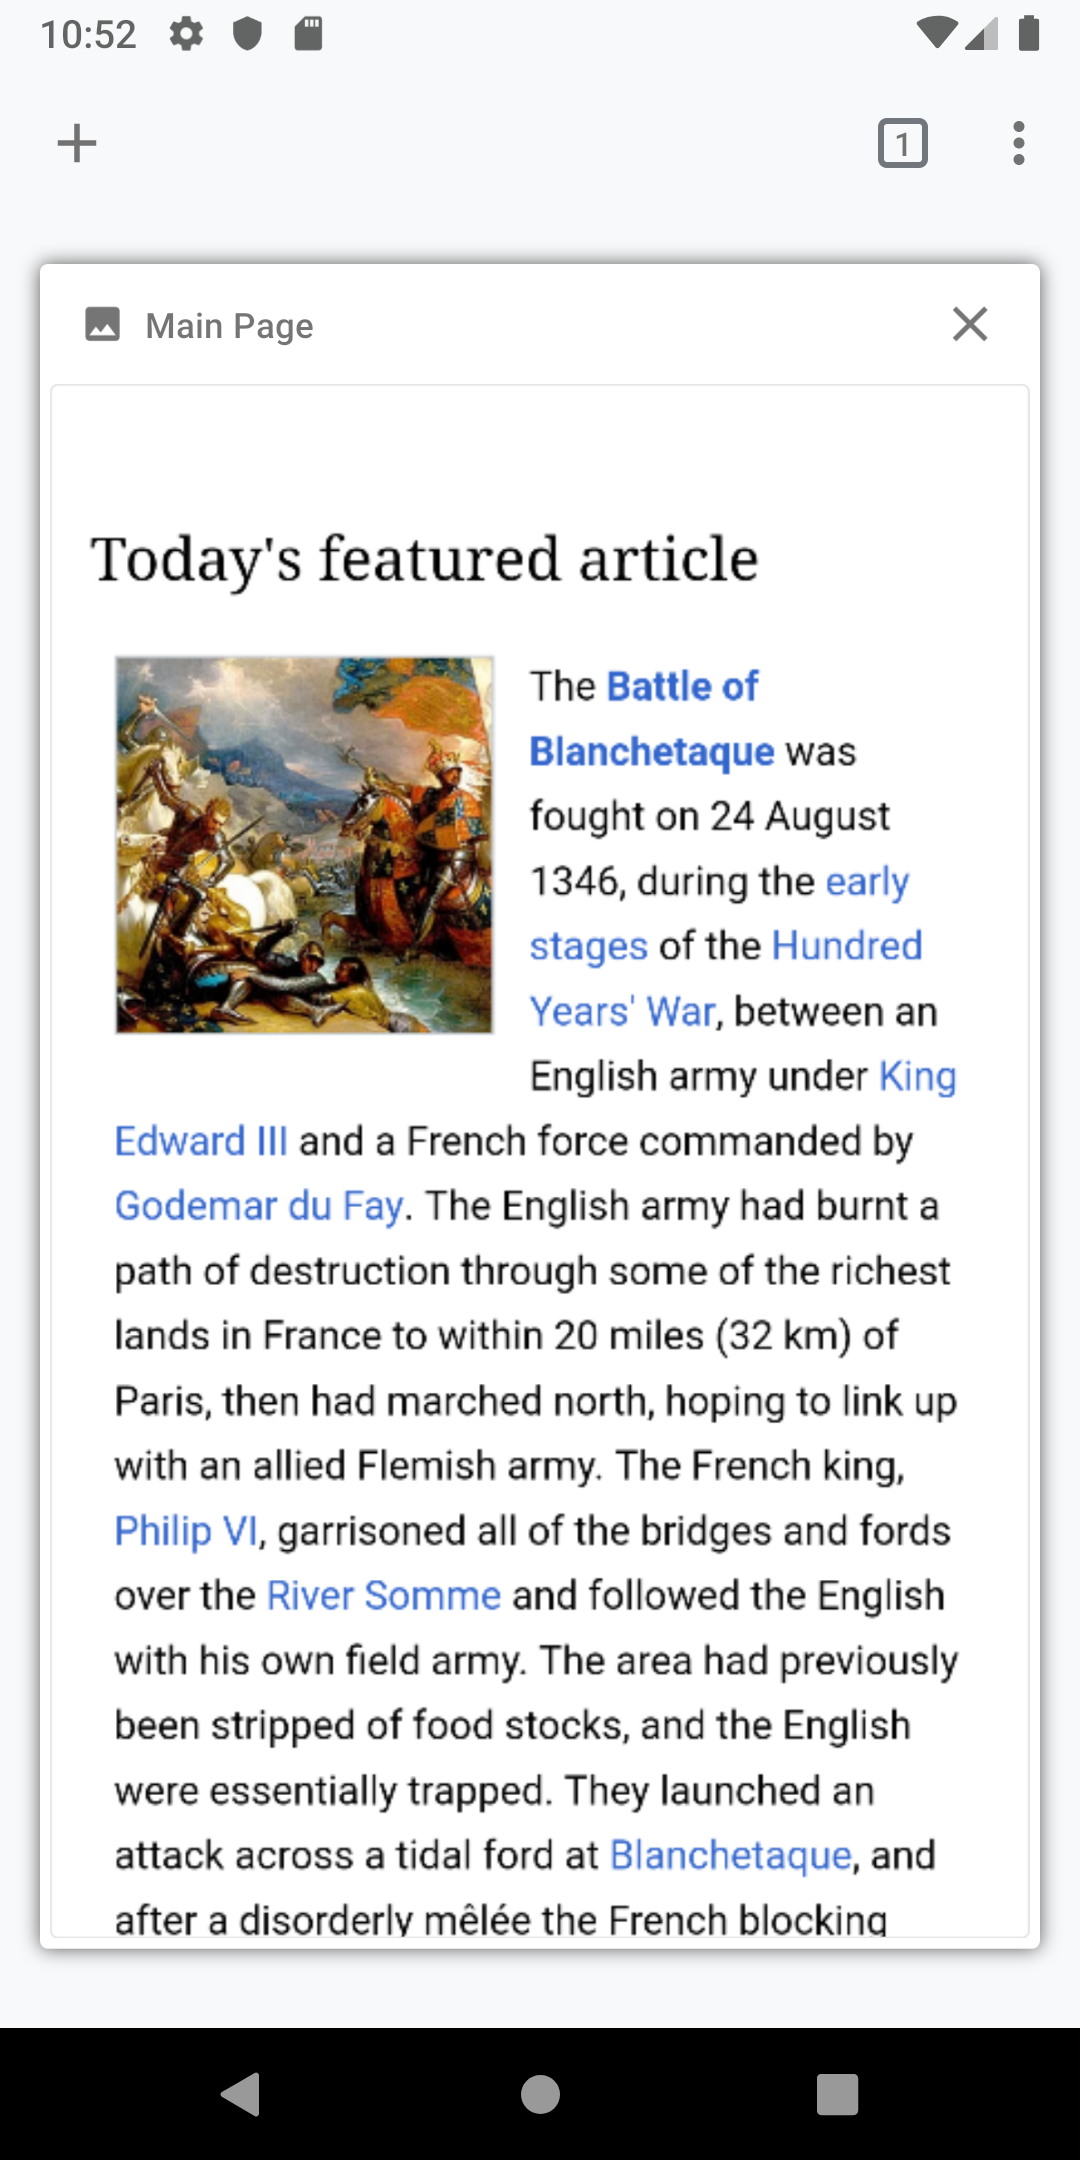 10:52
1
Main Page
Today's featured article
The Battle of
Blanchetaque was
fought on 24 August
1346, during the early
stages of the Hundred
Years' War, between an
English army under King
Edward III and a French force commanded by
Godemar du Fay. The English army had burnt a
path of destruction through some of the richest
lands in France to within 20 miles (32 km) of
Paris, then had marched north, hoping to link up
with an allied Flemish army. The French king,
Philip VI, garrisoned all of the bridges and fords
over the River Somme and followed the English
with his own field army. The area had previously
been stripped of food stocks, and the English
were essentially trapped. They launched an
attack across a tidal ford at Blanchetaque, and
after a disorderly mêlée the French blocking